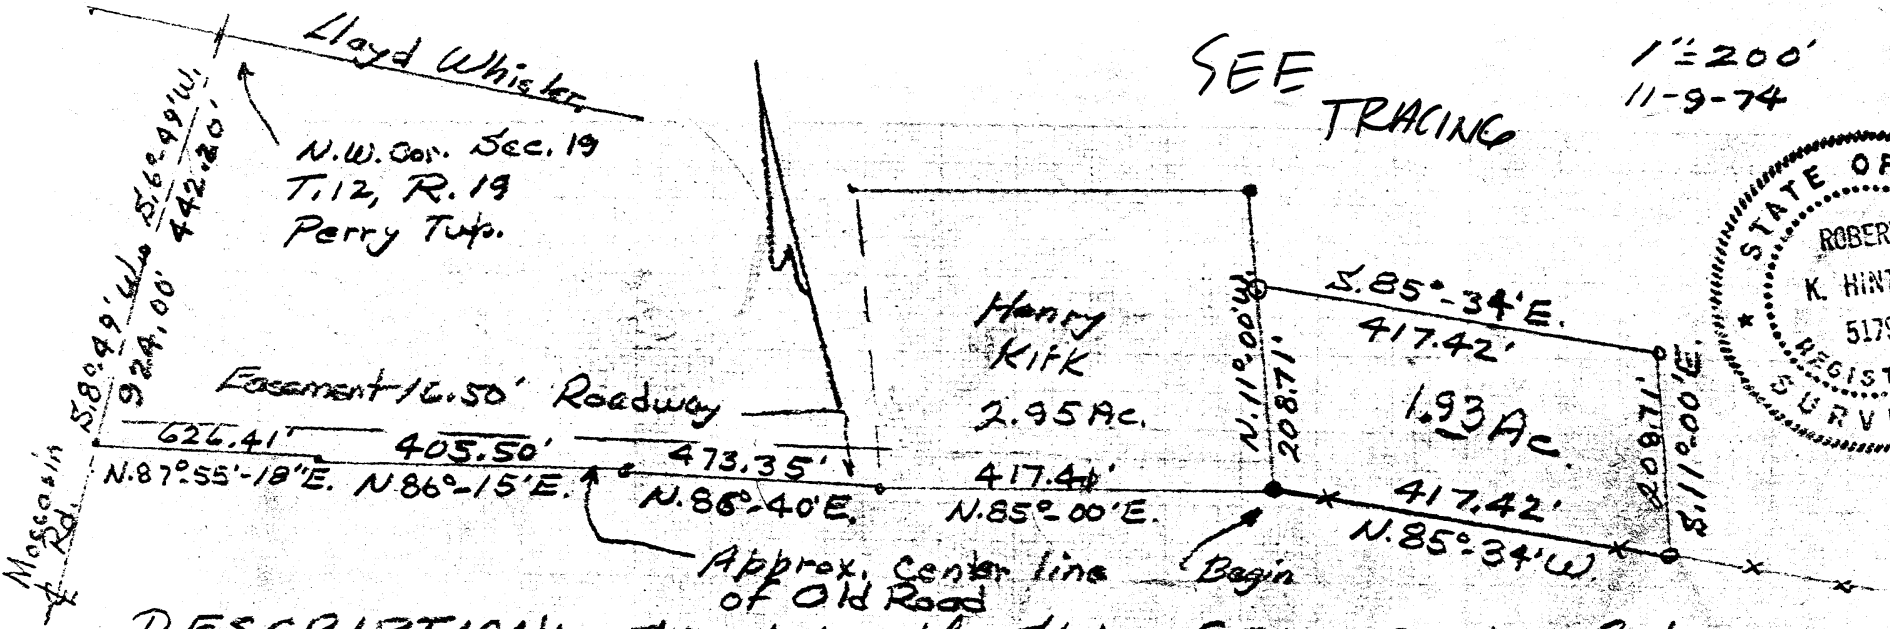 Lloyd Whisler
SEE
TRACING
1"=200'
11-9-74
S.6°-49'W.
442.20'
N.W. Cor. Sec. 19
T.12, R.19
Perry Twp.
STATE OF
ROBER
K. HINT
5179
REGIST
SURV
S.8°-49'W.
924.00'
Henry
Kirk
2.95 Ac.
N.11°-00'W.
208.71'
S.85°-34'E.
417.42'
1.93 Ac.
208.71'
S.11°-00'E.
Easement 16.50' Roadway
626.41'
N.87°-55'-18"E.
405.50'
N.86°-15'E.
473.35'
N.86°-40'E.
417.41'
N.85°-00'E.
417.42'
N.85°-34'W.
Moccasin
Rd.
Approx. Center line
of Old Road
Begin
DESCRIPTION: